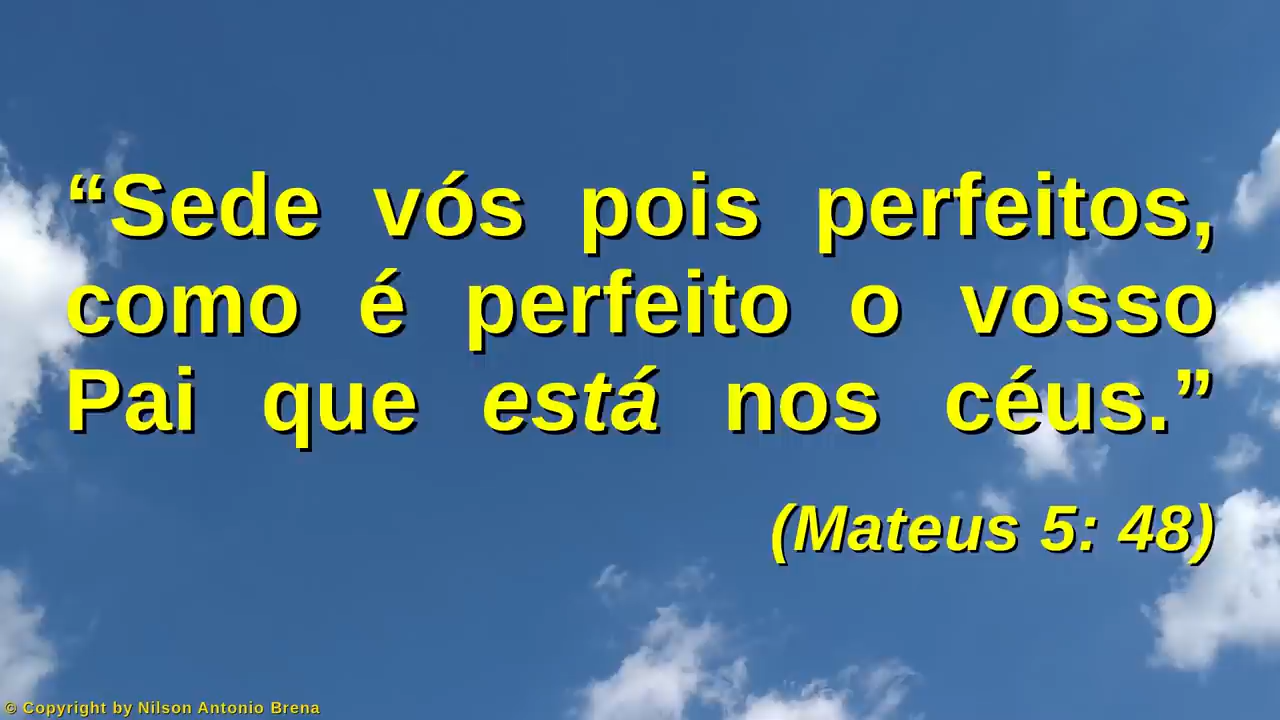 “Sede vós pois perfeitos,
como é perfeito o vosso
Pai que está nos céus.”
(Mateus 5: 48)
© Copyright by Nilson Antonio Brena